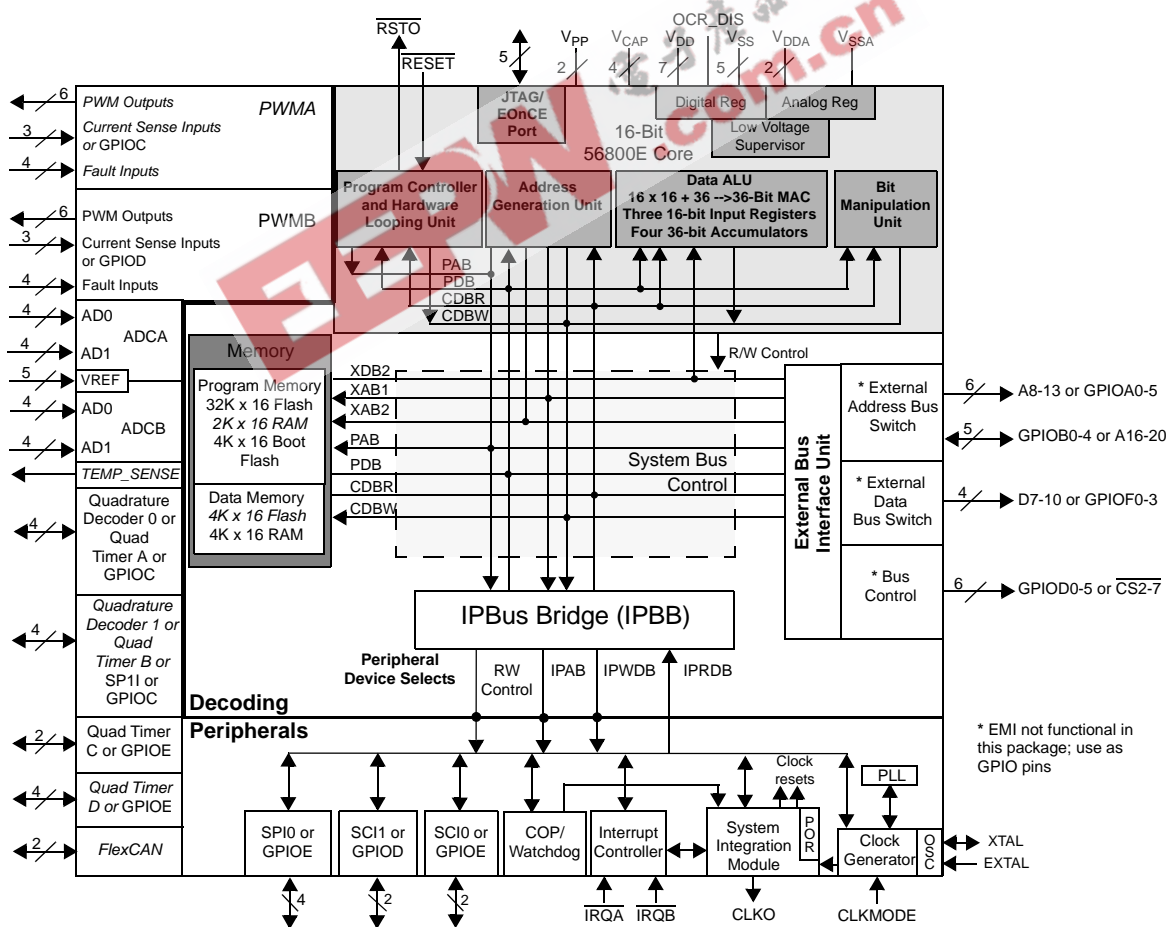 RSTO
RESET
5
V_PP
2
V_CAP
4
V_DD
7
OCR_DIS
V_SS
5
V_DDA
2
V_SSA
6
PWM Outputs
PWMA
3
Current Sense Inputs
or GPIOC
4
Fault Inputs
6
PWM Outputs
PWMB
3
Current Sense Inputs
or GPIOD
4
Fault Inputs
JTAG/
EOnCE
Port
Digital Reg
Analog Reg
Low Voltage
Supervisor
16-Bit
56800E Core
Program Controller
and Hardware
Looping Unit
Address
Generation Unit
Data ALU
16 x 16 + 36 -->36-Bit MAC
Three 16-bit Input Registers
Four 36-bit Accumulators
Bit
Manipulation
Unit
PAB
PDB
CDBR
CDBW
4
AD0
ADCA
4
AD1
5
VREF
4
AD0
ADCB
4
AD1
TEMP_SENSE
4
Quadrature
Decoder 0 or
Quad
Timer A or
GPIOC
4
Quadrature
Decoder 1 or
Quad
Timer B or
SP1I or
GPIOC
2
Quad Timer
C or GPIOE
4
Quad Timer
D or GPIOE
2
FlexCAN
Memory
Program Memory
32K x 16 Flash
2K x 16 RAM
4K x 16 Boot
Flash
Data Memory
4K x 16 Flash
4K x 16 RAM
XDB2
XAB1
XAB2
PAB
PDB
CDBR
CDBW
System Bus
Control
R/W Control
External Bus
Interface Unit
* External
Address Bus
Switch
* External
Data
Bus Switch
* Bus
Control
6
A8-13 or GPIOA0-5
5
GPIOB0-4 or A16-20
4
D7-10 or GPIOF0-3
6
GPIOD0-5 or CS2-7
IPBus Bridge (IPBB)
Peripheral
Device Selects
RW
Control
IPAB
IPWDB
IPRDB
Decoding
Peripherals
* EMI not functional in
this package; use as
GPIO pins
Clock
resets
PLL
SPI0 or
GPIOE
SCI1 or
GPIOD
SCI0 or
GPIOE
COP/
Watchdog
Interrupt
Controller
System
Integration
Module
POR
Clock
Generator
OSC
XTAL
EXTAL
4
2
2
IRQA
IRQB
CLKO
CLKMODE
EEPW
.com.cn